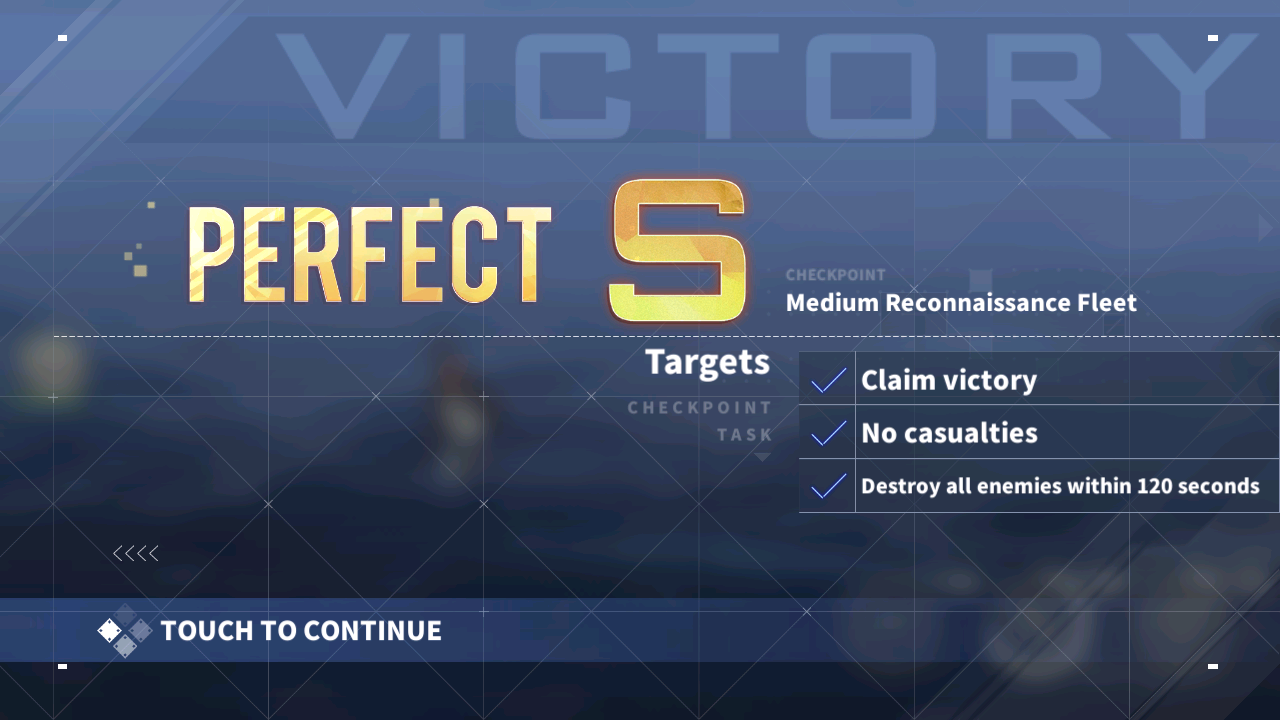 VICTORY
PERFECT S
CHECKPOINT
Medium Reconnaissance Fleet
Targets
CHECKPOINT
TASK
Claim victory
No casualties
Destroy all enemies within 120 seconds
TOUCH TO CONTINUE